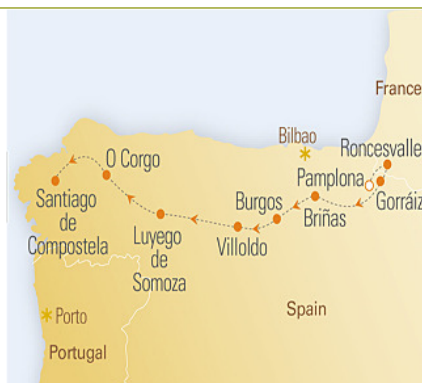 France
Bilbao
Roncesvalle
O Corgo
Pamplona
Burgos
Gorráiz
Santiago
de
Compostela
Briñas
Luyego
de
Somoza
Villoldo
Spain
Porto
Portugal